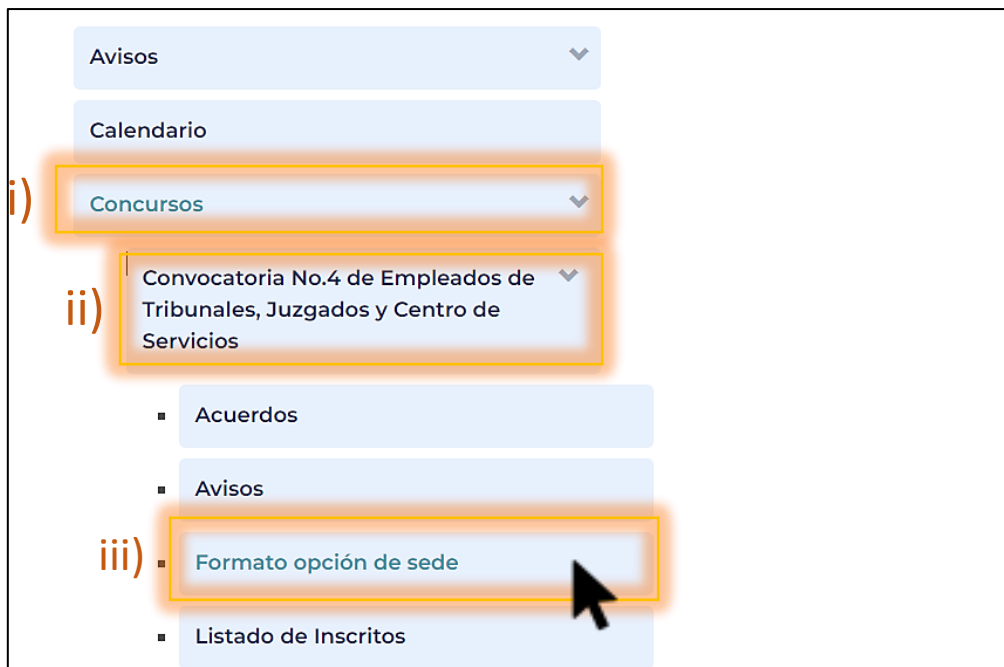 Avisos
Calendario
i)
Concursos
ii)
Convocatoria No.4 de Empleados de
Tribunales, Juzgados y Centro de
Servicios
Acuerdos
Avisos
iii)
Formato opción de sede
Listado de Inscritos